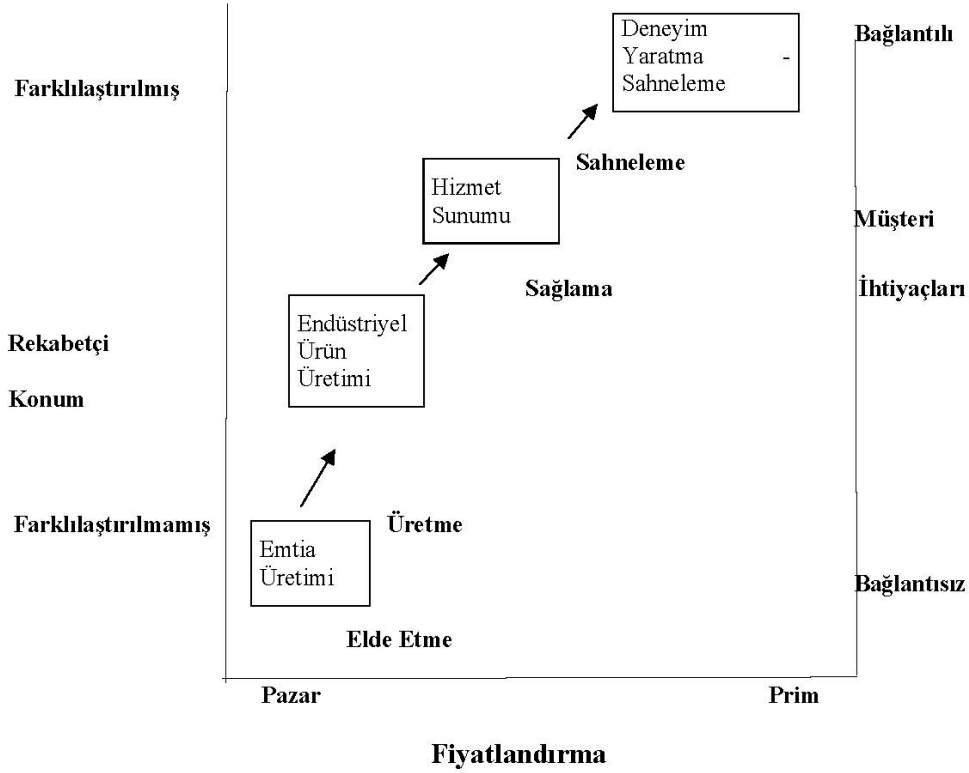 Deneyim
Yaratma -
Sahneleme
Bağlantılı
Farklılaştırılmış
Sahneleme
Hizmet
Sunumu
Müşteri
Sağlama
İhtiyaçları
Endüstriyel
Ürün
Üretimi
Rekabetçi
Konum
Farklılaştırılmamış
Üretme
Emtia
Üretimi
Bağlantısız
Elde Etme
Pazar
Prim
Fiyatlandırma